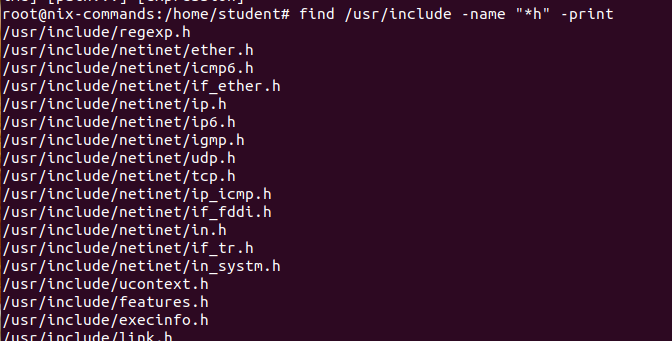 root@nix-commands:/home/student# find /usr/include -name "*h" -print
/usr/include/regexp.h
/usr/include/netinet/ether.h
/usr/include/netinet/icmp6.h
/usr/include/netinet/if_ether.h
/usr/include/netinet/ip.h
/usr/include/netinet/ip6.h
/usr/include/netinet/igmp.h
/usr/include/netinet/udp.h
/usr/include/netinet/tcp.h
/usr/include/netinet/ip_icmp.h
/usr/include/netinet/if_fddi.h
/usr/include/netinet/in.h
/usr/include/netinet/if_tr.h
/usr/include/netinet/in_systm.h
/usr/include/ucontext.h
/usr/include/features.h
/usr/include/execinfo.h
/usr/include/link.h